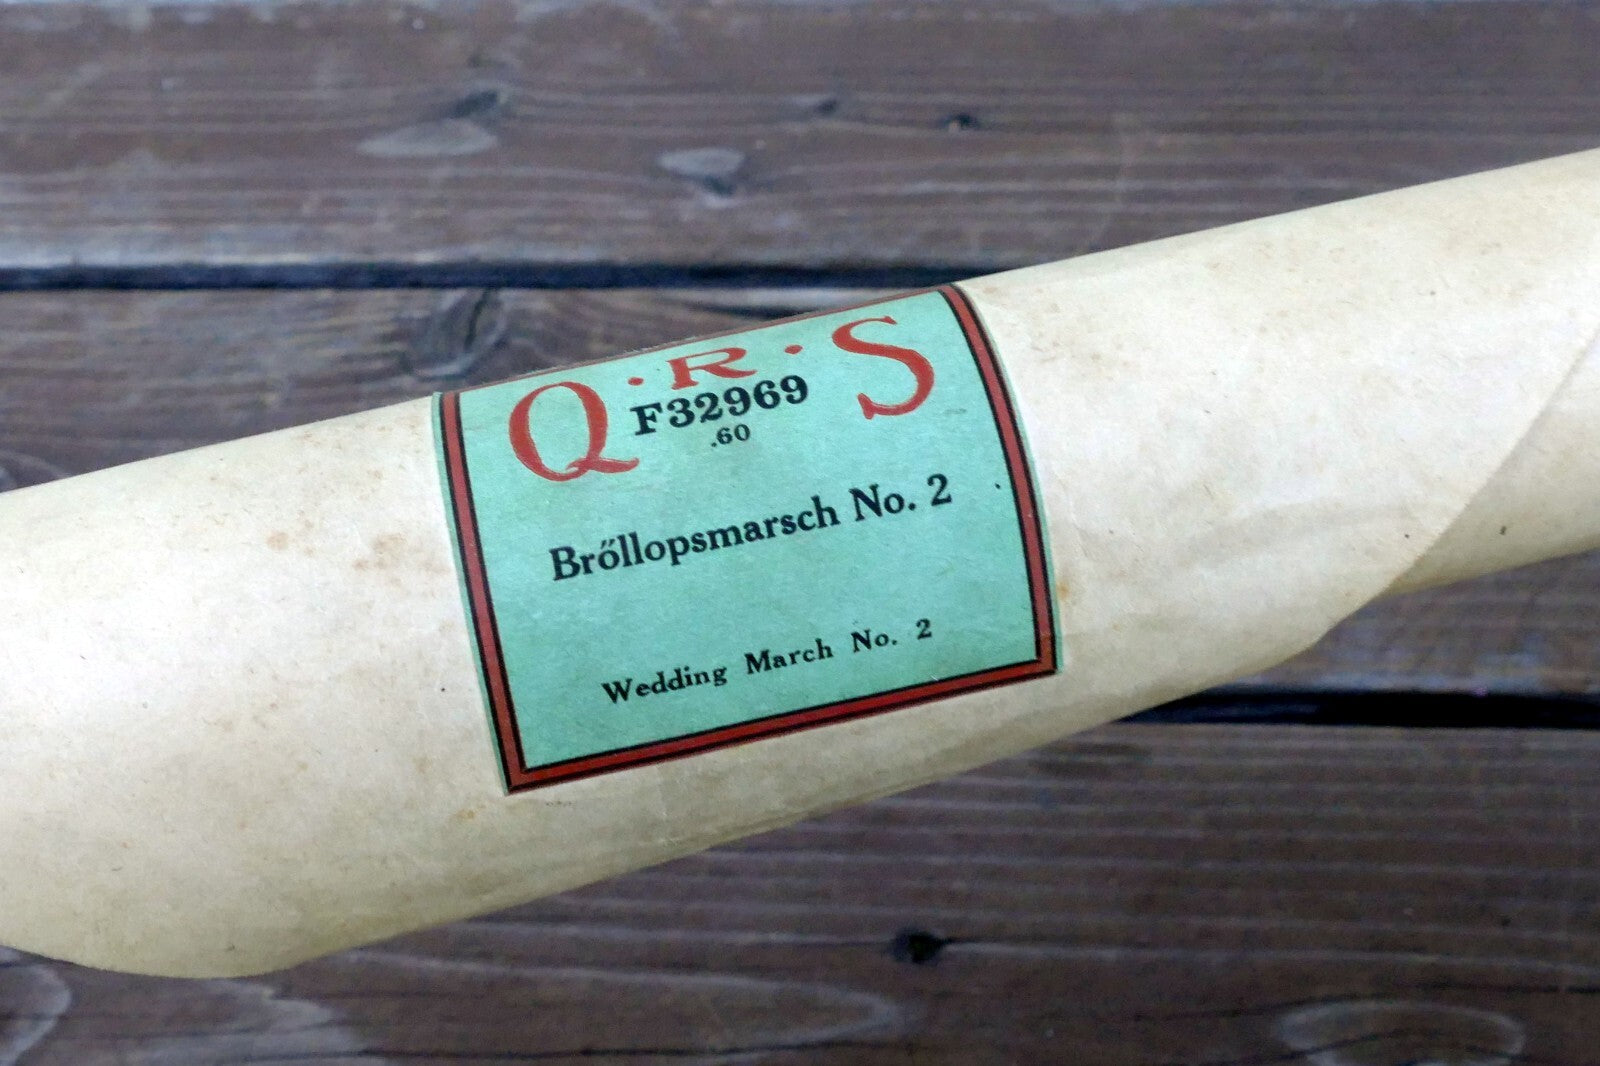 Q·R·S
F32969
.60
Bröllopsmarsch No. 2
Wedding March No. 2